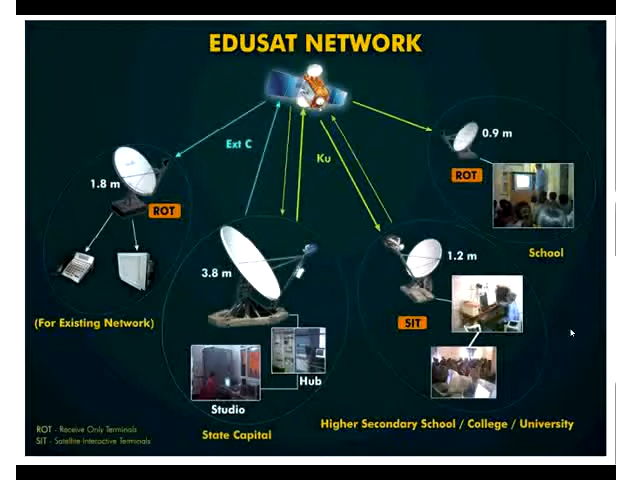 EDUSAT NETWORK
0.9 m
Ext C
Ku
ROT
1.8 m
ROT
School
1.2 m
3.8 m
(For Existing Network)
SIT
Hub
Studio
Higher Secondary School / College / University
State Capital
ROT - Receive Only Terminals
SIT - Satellite Interactive Terminals